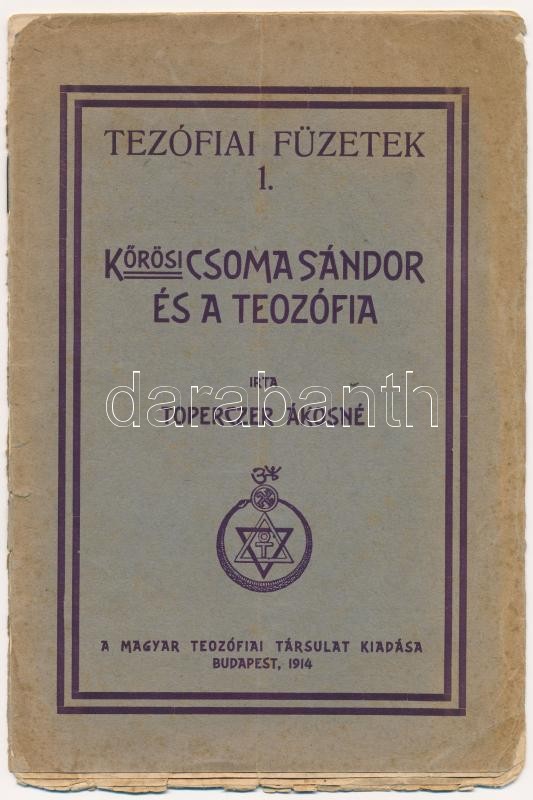 TEZÓFIAI FÜZETEK
1.
KŐRÖSI CSOMA SÁNDOR
ÉS A TEOZÓFIA
IRTA
TOPERCZER ÁKOSNÉ
darabanth
ॐ
A MAGYAR TEOZÓFIAI TÁRSULAT KIADÁSA
BUDAPEST, 1914